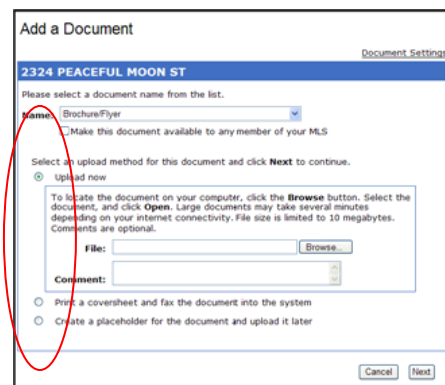 Add a Document
Document Settings
2324 PEACEFUL MOON ST
Please select a document name from the list.
Name: Brochure/Flyer
Make this document available to any member of your MLS
Select an upload method for this document and click Next to continue.
Upload now
To locate the document on your computer, click the Browse button. Select the
document, and click Open. Large documents may take several minutes
depending on your internet connectivity. File size is limited to 10 megabytes.
Comments are optional.
File: Browse...
Comment:
Print a coversheet and fax the document into the system
Create a placeholder for the document and upload it later
Cancel Next